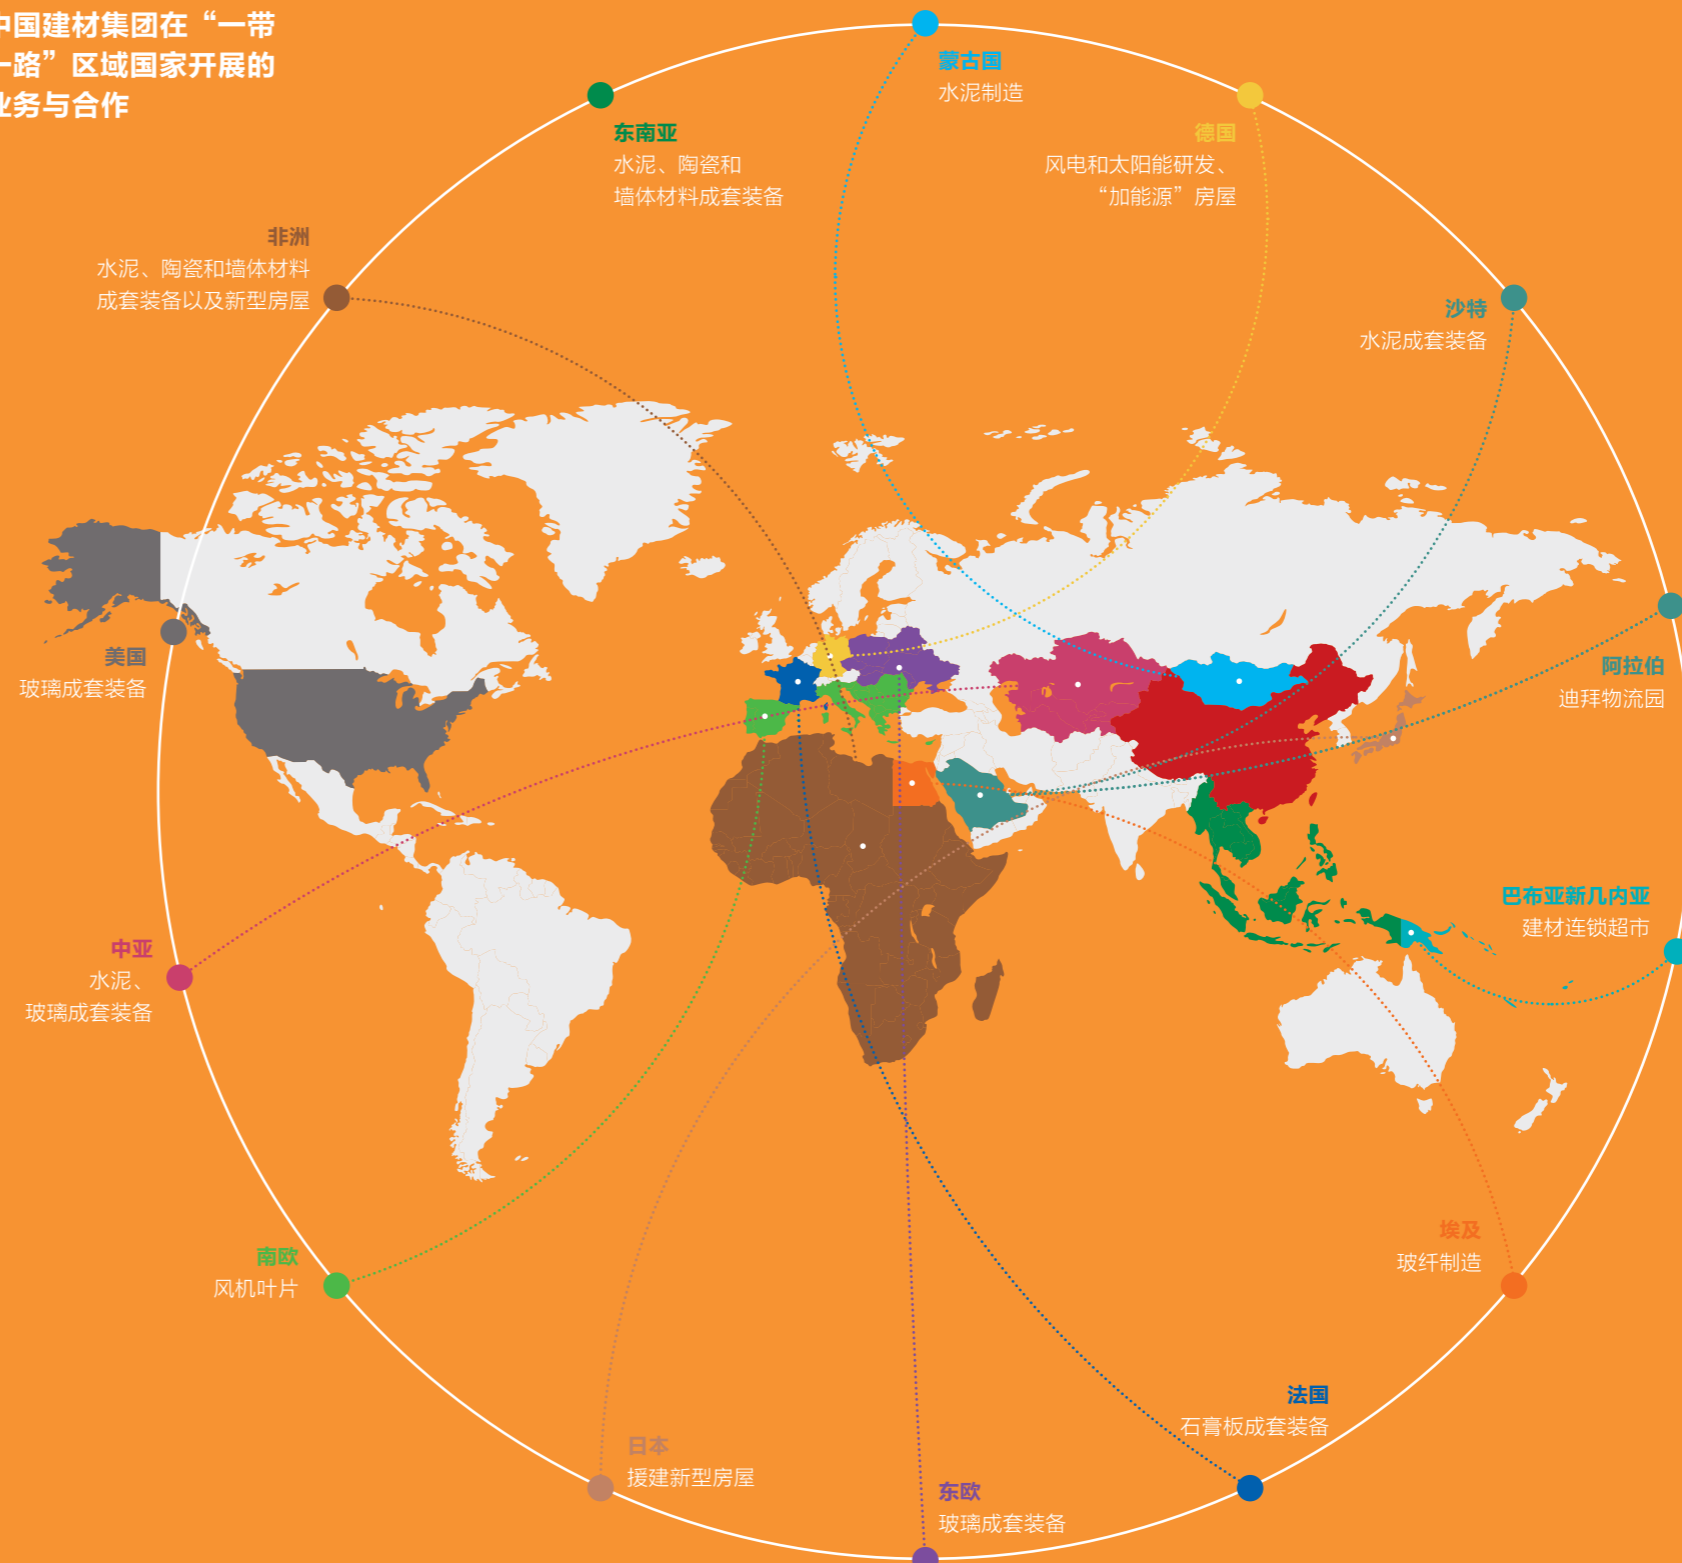 中国建材集团在“一带
一路”区域国家开展的
业务与合作
蒙古国
水泥制造
东南亚
水泥、陶瓷和
墙体材料成套装备
德国
风电和太阳能研发、
“加能源”房屋
非洲
水泥、陶瓷和墙体材料
成套装备以及新型房屋
沙特
水泥成套装备
美国
玻璃成套装备
阿拉伯
迪拜物流园
巴布亚新几内亚
建材连锁超市
中亚
水泥、
玻璃成套装备
南欧
风机叶片
埃及
玻纤制造
法国
石膏板成套装备
日本
援建新型房屋
东欧
玻璃成套装备